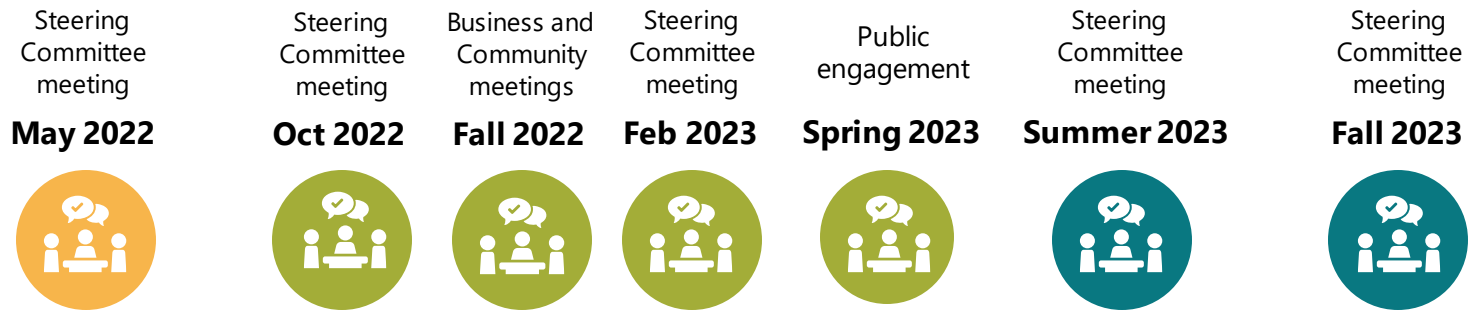 Steering
Committee
meeting
May 2022
Steering
Committee
meeting
Oct 2022
Business and
Community
meetings
Fall 2022
Steering
Committee
meeting
Feb 2023
Public
engagement
Spring 2023
Steering
Committee
meeting
Summer 2023
Steering
Committee
meeting
Fall 2023